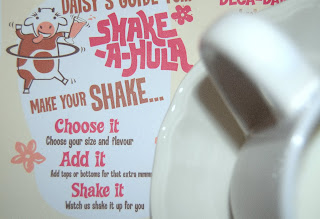 DAISY'S GUIDE TO...
SHAKE
-A-HULA
MAKE YOUR SHAKE...
Choose it
Choose your size and flavour
Add it
Add tops or bottoms for that extra mmmm
Shake it
Watch us shake it up for you